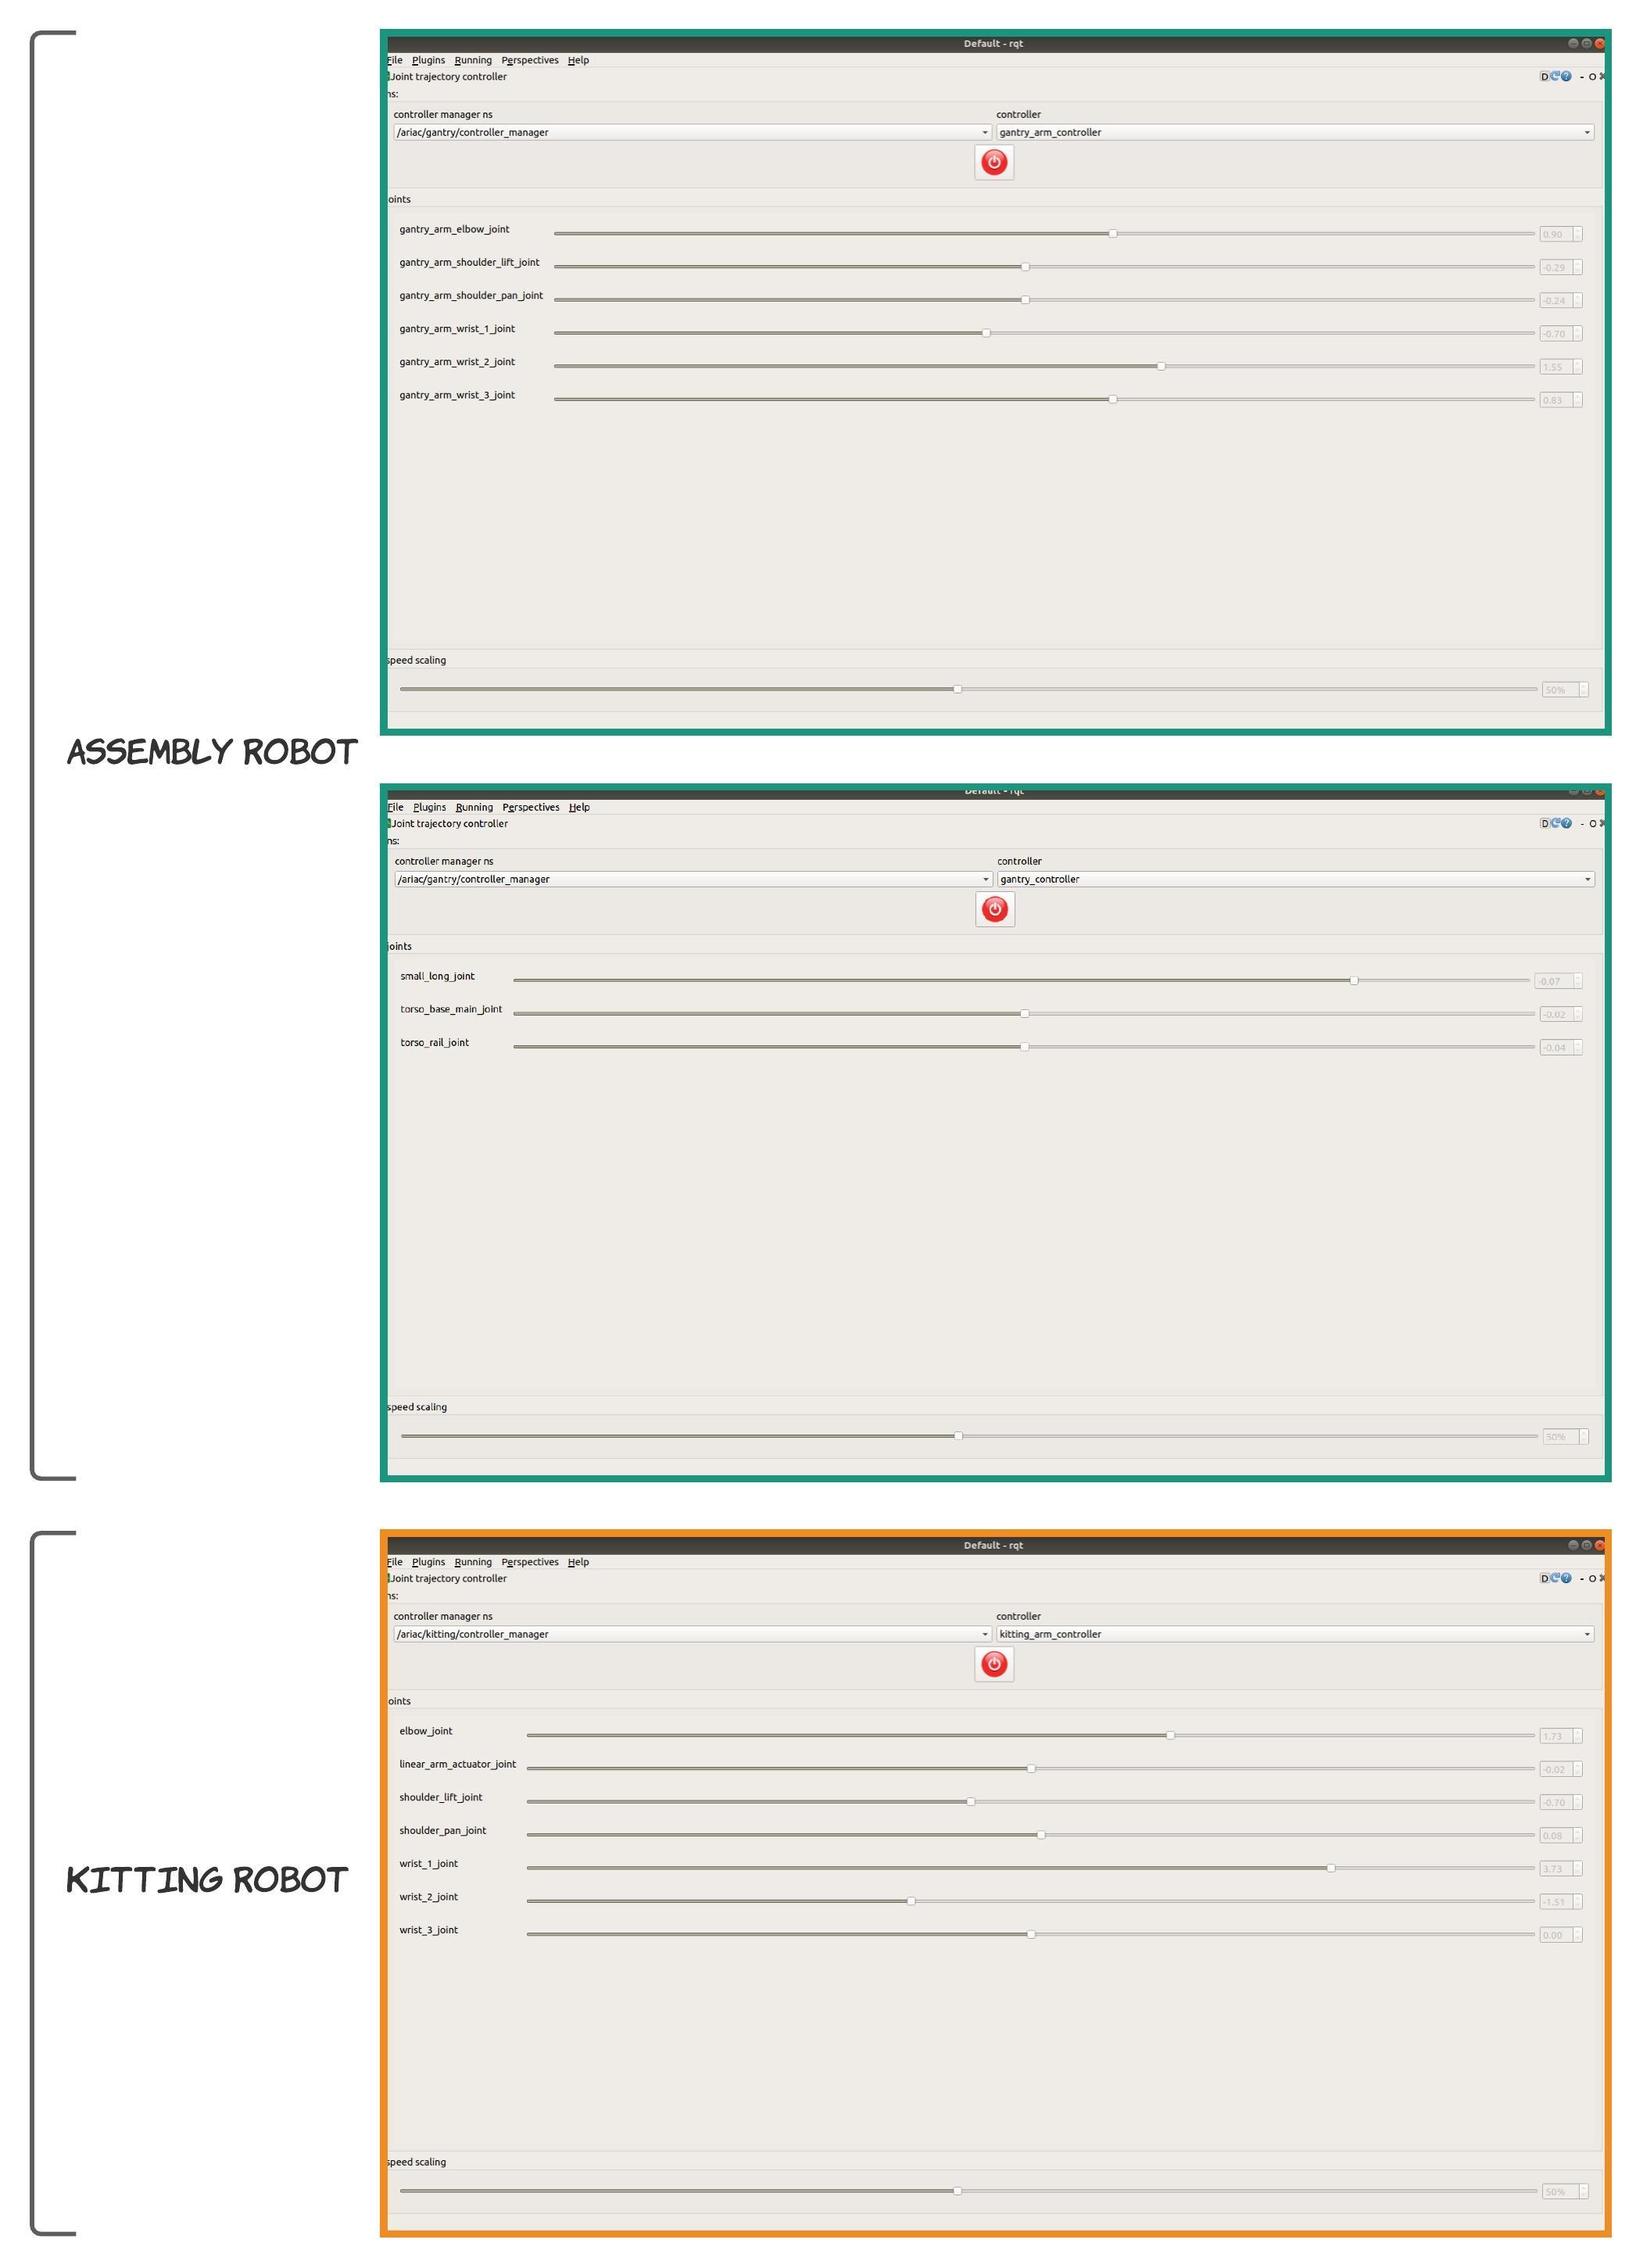 Default - rqt
File Plugins Running Perspectives Help
Joint trajectory controller
D ? - O
ns:
controller manager ns controller
/ariac/gantry/controller_manager gantry_arm_controller
oints
gantry_arm_elbow_joint 0.90
gantry_arm_shoulder_lift_joint -0.29
gantry_arm_shoulder_pan_joint -0.24
gantry_arm_wrist_1_joint -0.70
gantry_arm_wrist_2_joint 1.55
gantry_arm_wrist_3_joint 0.83
speed scaling
50%
ASSEMBLY ROBOT
Default - rqt
File Plugins Running Perspectives Help
Joint trajectory controller
D ? - O
ns:
controller manager ns controller
/ariac/gantry/controller_manager gantry_controller
joints
small_long_joint -0.07
torso_base_main_joint -0.02
torso_rail_joint -0.04
speed scaling
50%
Default - rqt
File Plugins Running Perspectives Help
Joint trajectory controller
D ? - O
ns:
controller manager ns controller
/ariac/kitting/controller_manager kitting_arm_controller
oints
elbow_joint 1.73
linear_arm_actuator_joint -0.02
shoulder_lift_joint -0.70
shoulder_pan_joint 0.08
wrist_1_joint 3.73
KITTING ROBOT
wrist_2_joint -1.51
wrist_3_joint 0.00
speed scaling
50%